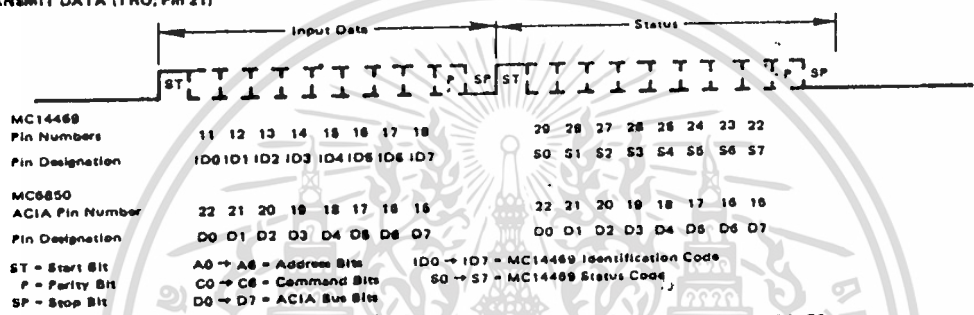 TRANSMIT DATA (TRO, Pin 21)
Input Data Status
ST P SP ST P SP
MC14469
Pin Numbers 11 12 13 14 15 16 17 18 29 28 27 26 25 24 23 22
Pin Designation ID0 ID1 ID2 ID3 ID4 ID5 ID6 ID7 S0 S1 S2 S3 S4 S5 S6 S7
MC6850
ACIA Pin Number 22 21 20 19 18 17 16 15 22 21 20 19 18 17 16 15
Pin Designation D0 D1 D2 D3 D4 D5 D6 D7 D0 D1 D2 D3 D4 D5 D6 D7
ST = Start Bit A0 → A6 = Address Bits ID0 → ID7 = MC14469 Identification Code
P = Parity Bit C0 → C6 = Command Bits S0 → S7 = MC14469 Status Code
SP = Stop Bit D0 → D7 = ACIA Bus Bits